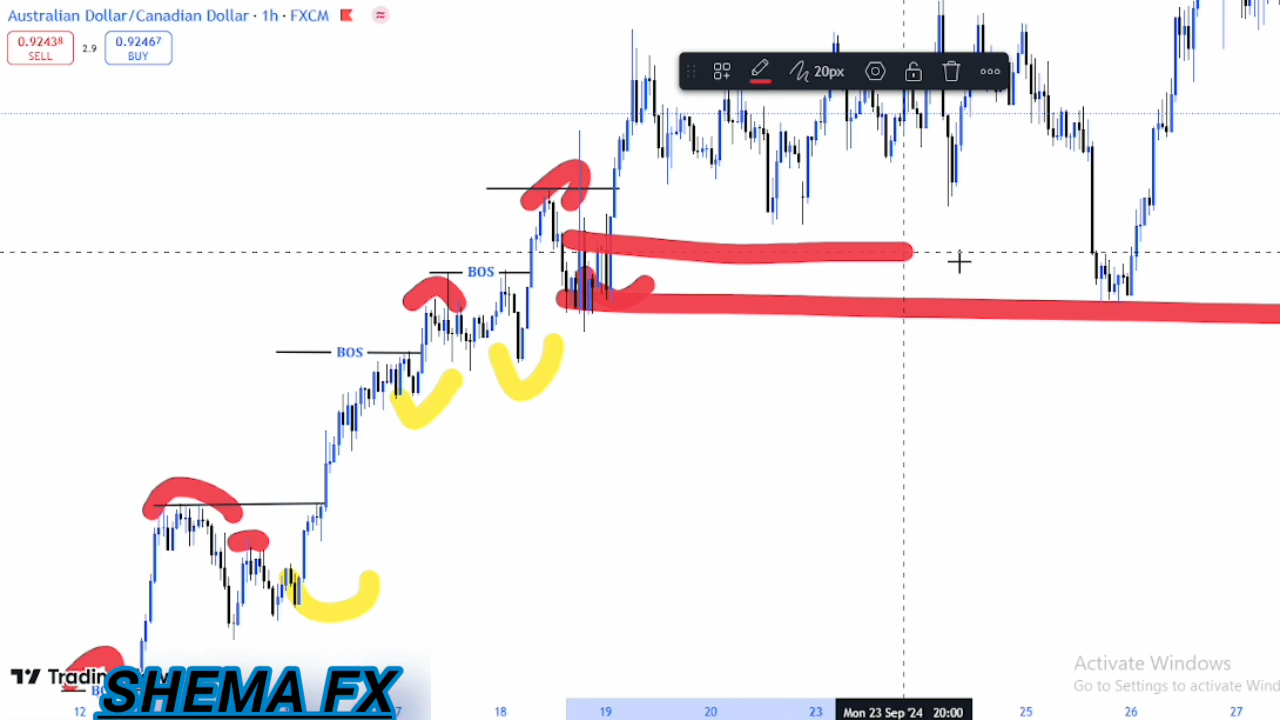 Australian Dollar/Canadian Dollar · 1h · FXCM
0.92438
SELL
2.9
0.92467
BUY
20px
BOS
BOS
Activate Windows
Go to Settings to activate Wind
SHEMA FX
12
18
19
20
23
Mon 23 Sep '24 20:00
25
26
27